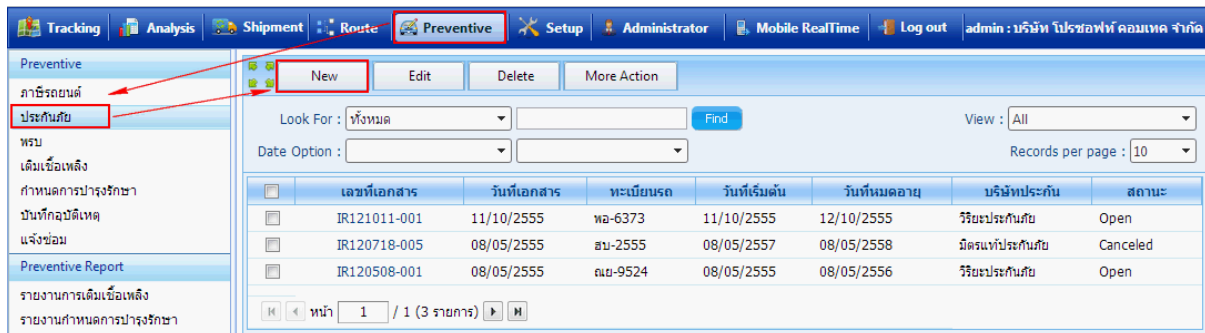 Tracking Analysis Shipment Route Preventive Setup Administrator Mobile RealTime Log out admin : บริษัท โปรซอฟท์ คอมเทค จำกัด
Preventive
ภาษีรถยนต์
ประกันภัย
พรบ
เติมเชื้อเพลิง
กำหนดการบำรุงรักษา
บันทึกอุบัติเหตุ
แจ้งซ่อม
Preventive Report
รายงานการเติมเชื้อเพลิง
รายงานกำหนดการบำรุงรักษา
New Edit Delete More Action
Look For : ทั้งหมด Find View : All
Date Option : Records per page : 10
เลขที่เอกสาร วันที่เอกสาร ทะเบียนรถ วันที่เริ่มต้น วันที่หมดอายุ บริษัทประกัน สถานะ
IR121011-001 11/10/2555 พอ-6373 11/10/2555 12/10/2555 วิริยะประกันภัย Open
IR120718-005 08/05/2555 สบ-2555 08/05/2557 08/05/2558 มิตรแท้ประกันภัย Canceled
IR120508-001 08/05/2555 ณย-9524 08/05/2555 08/05/2556 วิริยะประกันภัย Open
หน้า 1 / 1 (3 รายการ)